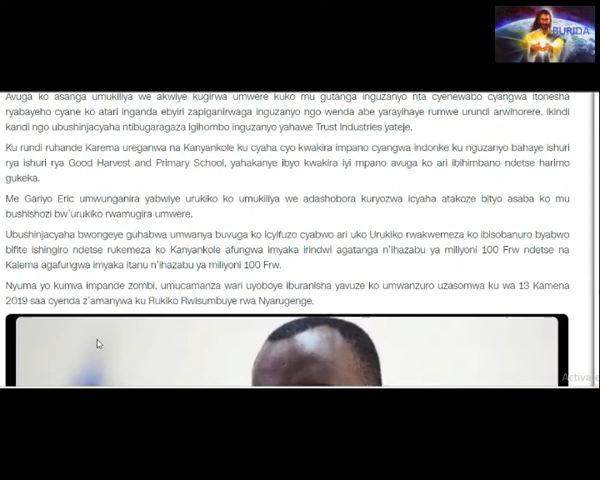 BURIDA
Avuga ko asanga umukiliya we akwiye kugirwa umwere kuko mu gutanga inguzanyo nta cyenewabo cyangwa itonesha
ryabayeho cyane ko atari inganda ebyiri zapiganirwaga inguzanyo ngo wenda abe yarayihaye rumwe urundi arwihorere. Ikindi
kandi ngo ubushinjacyaha ntibugaragaza igihombo inguzanyo yahawe Trust Industries yateje.
Ku rundi ruhande Karema ureganwa na Kanyankole ku cyaha cyo kwakira impano cyangwa indonke ku nguzanyo bahaye ishuri
rya ishuri rya Good Harvest and Primary School, yahakanye ibyo kwakira iyi mpano avuga ko ari ibihimbano ndetse harimo
gukeka.
Me Gariyo Eric umwunganira yabwiye urukiko ko umukiliya we adashobora kuryozwa icyaha atakoze bityo asaba ko mu
bushishozi bw'urukiko rwamugira umwere.
Ubushinjacyaha bwongeye guhabwa umwanya buvuga ko icyifuzo cyabwo ari uko Urukiko rwakwemeza ko ibisobanuro byabwo
bifite ishingiro ndetse rukemeza ko Kanyankole afungwa imyaka irindwi agatanga n'ihazabu ya miliyoni 100 Frw ndetse na
Kalema agafungwa imyaka itanu n'ihazabu ya miliyoni 100 Frw.
Nyuma yo kumva impande zombi, umucamanza wari uyoboye iburanisha yavuze ko umwanzuro uzasomwa ku wa 13 Kamena
2019 saa cyenda z'amanywa ku Rukiko Rwisumbuye rwa Nyarugenge.